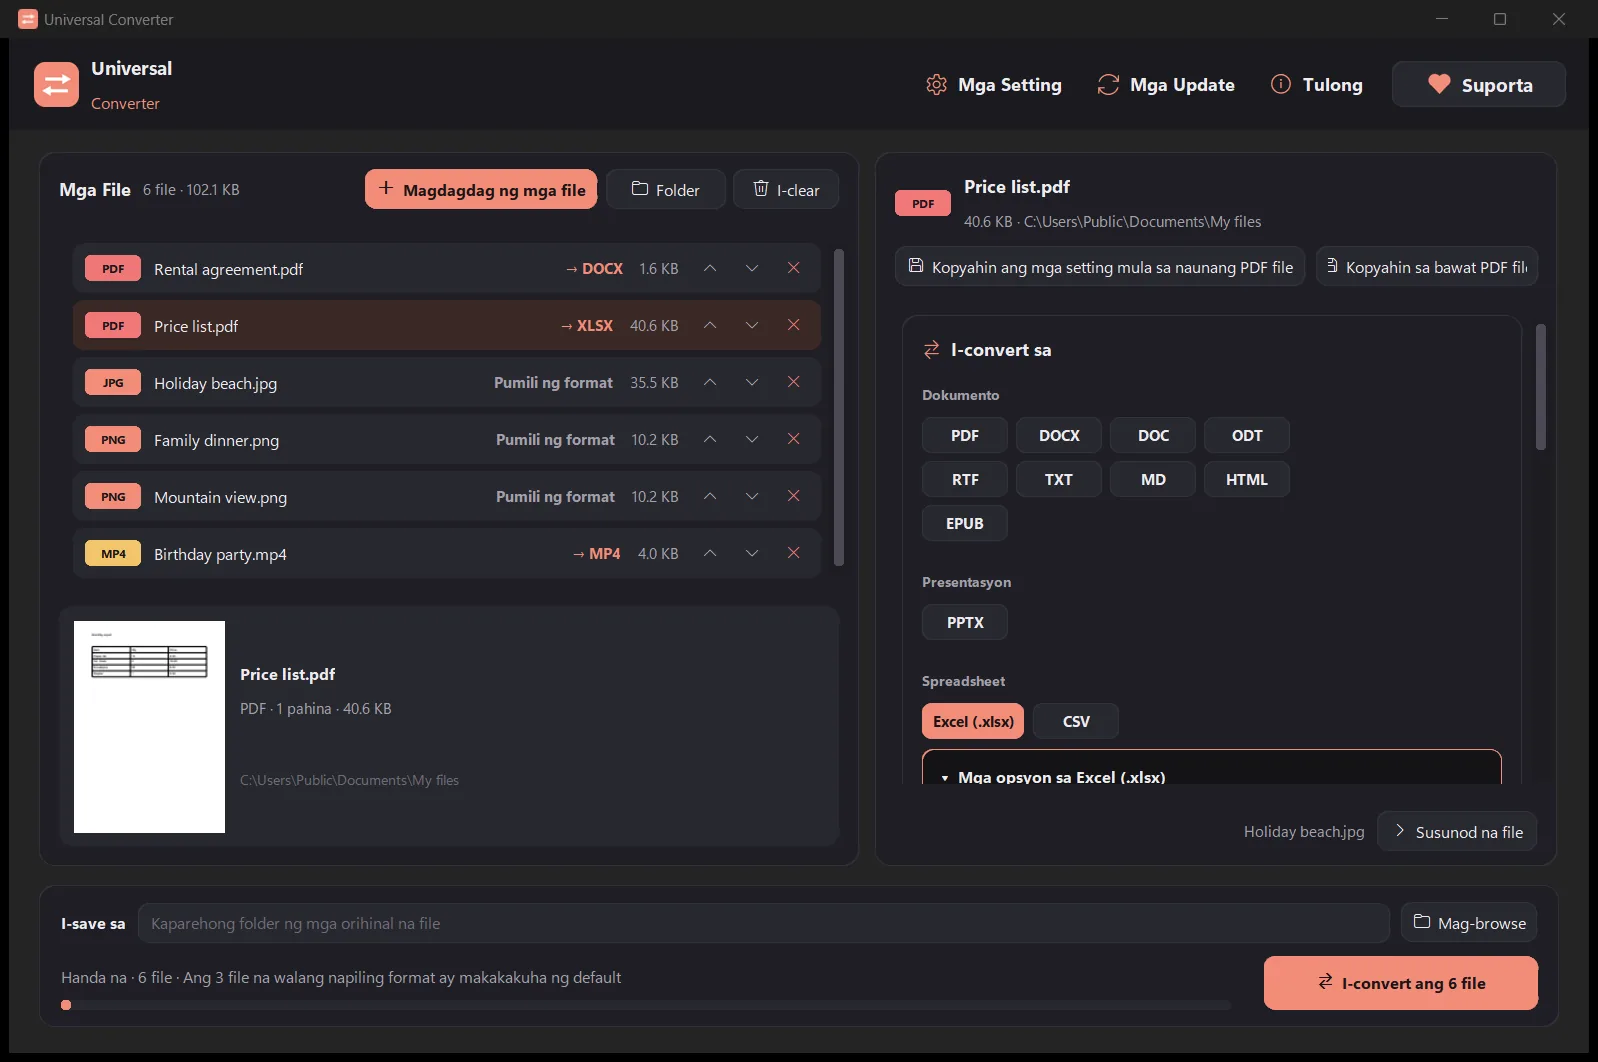 Universal Converter
Universal
Converter
Mga Setting
Mga Update
Tulong
Suporta
Mga File 6 file · 102.1 KB
Magdagdag ng mga file
Folder
I-clear
PDF Rental agreement.pdf → DOCX 1.6 KB
PDF Price list.pdf → XLSX 40.6 KB
JPG Holiday beach.jpg Pumili ng format 35.5 KB
PNG Family dinner.png Pumili ng format 10.2 KB
PNG Mountain view.png Pumili ng format 10.2 KB
MP4 Birthday party.mp4 → MP4 4.0 KB
Price list.pdf
PDF · 1 pahina · 40.6 KB
C:\Users\Public\Documents\My files
PDF
Price list.pdf
40.6 KB · C:\Users\Public\Documents\My files
Kopyahin ang mga setting mula sa naunang PDF file
Kopyahin sa bawat PDF fil
I-convert sa
Dokumento
PDF DOCX DOC ODT
RTF TXT MD HTML
EPUB
Presentasyon
PPTX
Spreadsheet
Excel (.xlsx) CSV
Mga opsyon sa Excel (.xlsx)
Holiday beach.jpg
Susunod na file
I-save sa
Kaparehong folder ng mga orihinal na file
Mag-browse
Handa na · 6 file · Ang 3 file na walang napiling format ay makakakuha ng default
I-convert ang 6 file